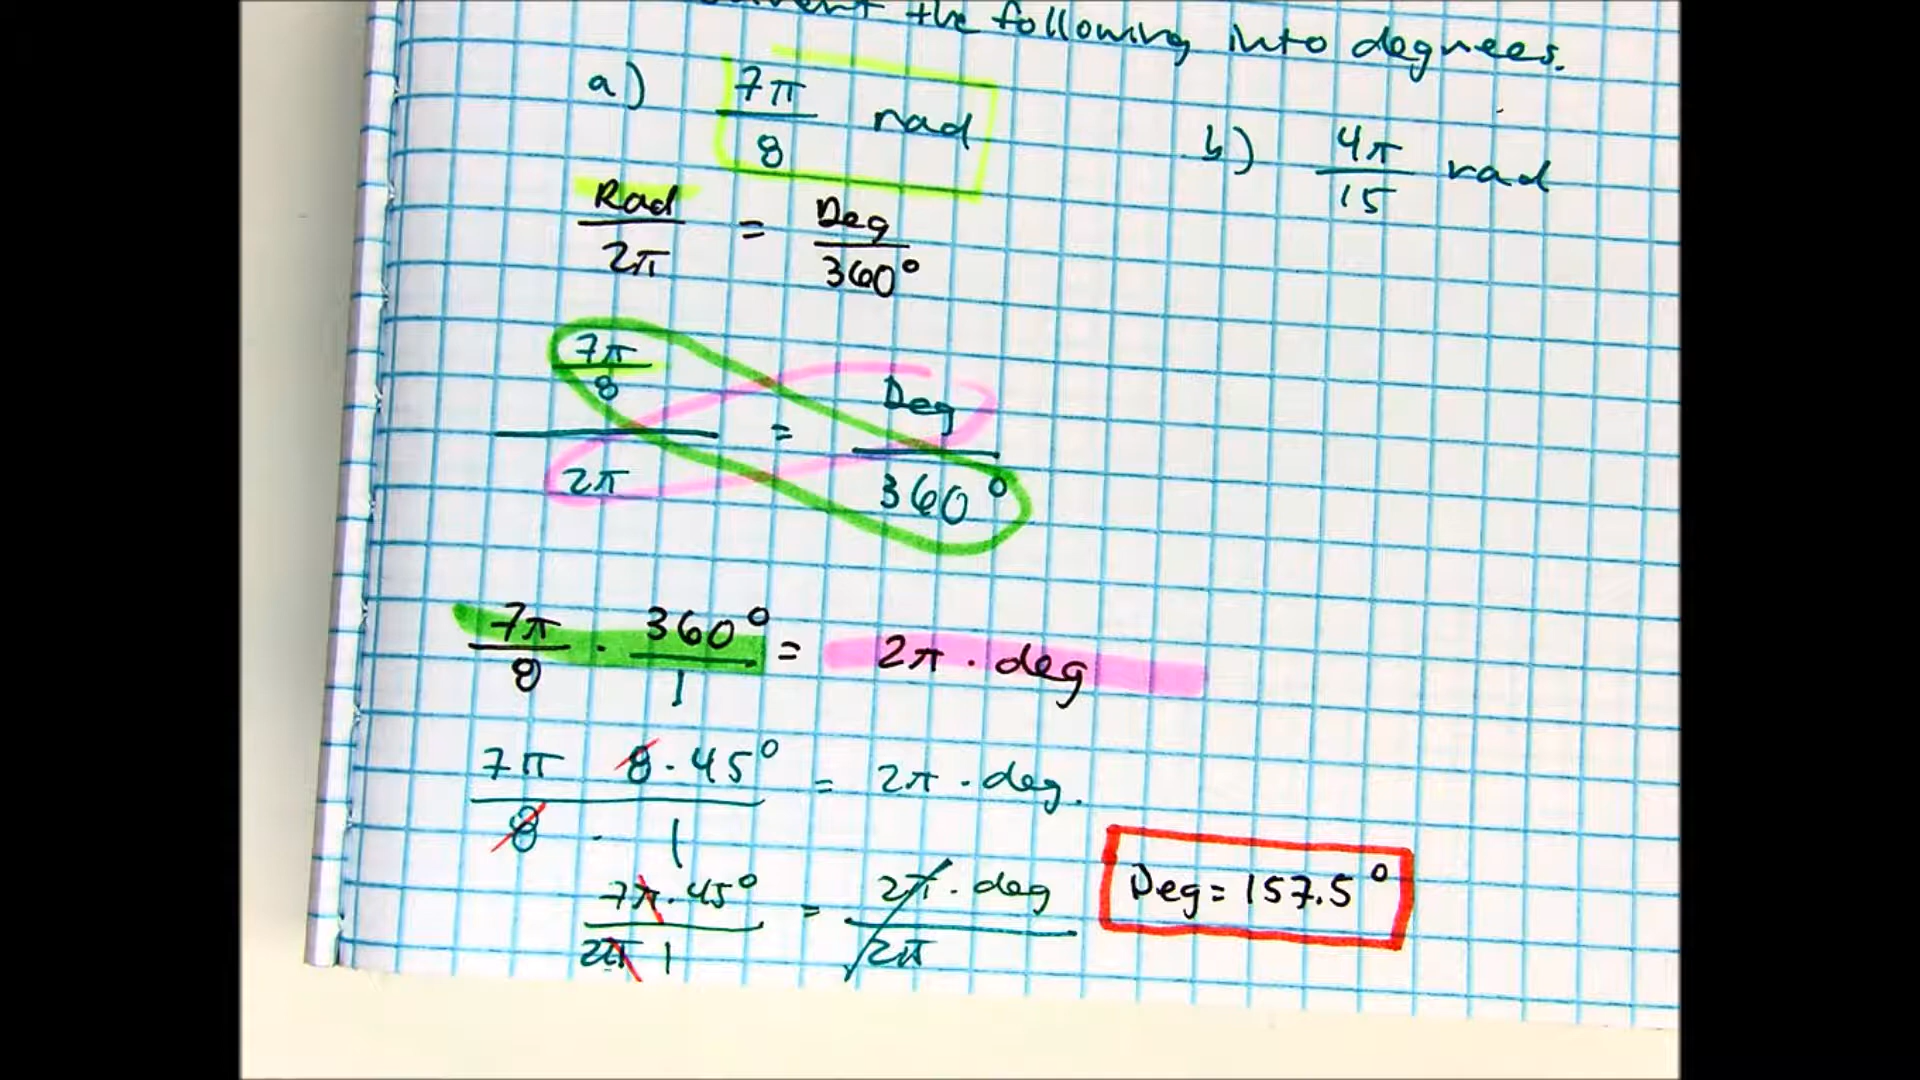 the following into degrees.
a) 7π/8 rad
b) 4π/15 rad
Rad/2π = Deg/360°
7π/8 / 2π = Deg/360°
7π/8 · 360°/1 = 2π · deg
7π 8 · 45° / 8 · 1 = 2π · deg.
7π · 45° / 2π 1 = 2π · deg / 2π
Deg = 157.5°